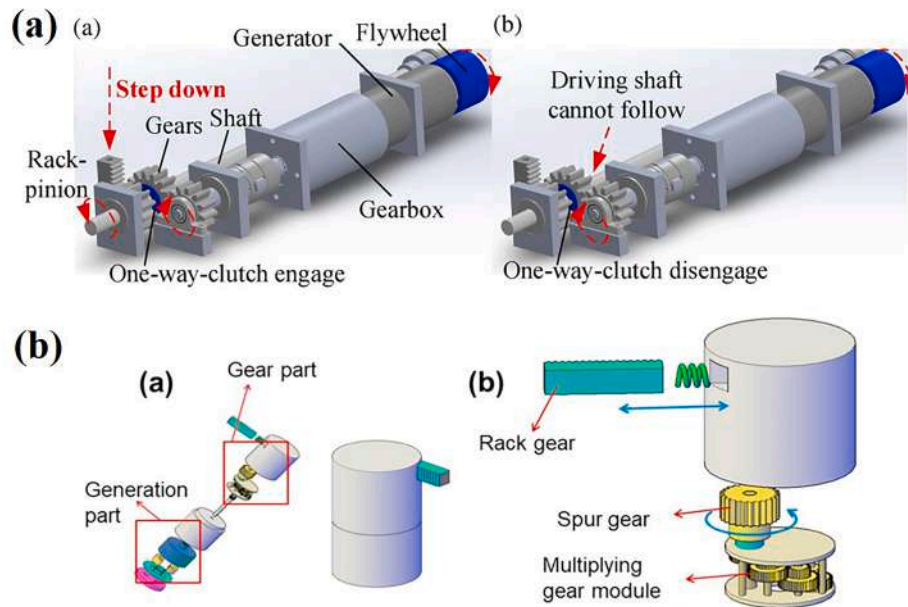 (a)
(a)
Generator
Flywheel
(b)
Step down
Gears
Shaft
Driving shaft
cannot follow
Rack-
pinion
Gearbox
One-way-clutch engage
One-way-clutch disengage
(b)
(a)
Gear part
Generation
part
(b)
Rack gear
Spur gear
Multiplying
gear module